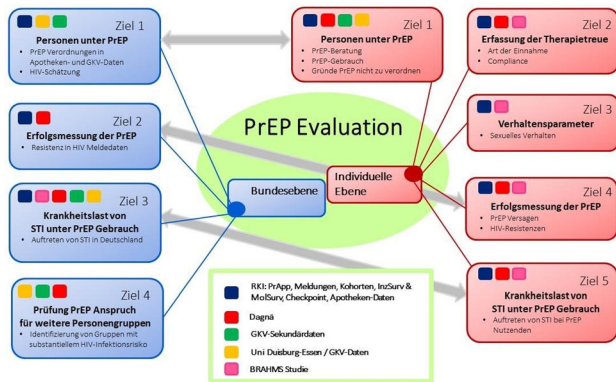 Ziel 1
Personen unter PrEP
• PrEP Verordnungen in
Apotheken- und GKV-Daten
• HIV-Schätzung
Ziel 2
Erfolgsmessung der PrEP
• Resistenz in HIV Meldedaten
Ziel 3
Krankheitslast von
STI unter PrEP Gebrauch
• Auftreten von STI in Deutschland
Ziel 4
Prüfung PrEP Anspruch
für weitere Personengruppen
• Identifizierung von Gruppen mit
substantiellem HIV-Infektionsrisiko
Ziel 1
Personen unter PrEP
• PrEP-Beratung
• PrEP-Gebrauch
• Gründe PrEP nicht zu verordnen
PrEP Evaluation
Bundesebene
Individuelle
Ebene
RKI: PrApp, Meldungen, Kohorten, InzSurv &
MolSurv, Checkpoint, Apotheken-Daten
Dagnä
GKV-Sekundärdaten
Uni Duisburg-Essen / GKV-Daten
BRAHMS Studie
Ziel 2
Erfassung der Therapietreue
• Art der Einnahme
• Compliance
Ziel 3
Verhaltensparameter
• Sexuelles Verhalten
Ziel 4
Erfolgsmessung der PrEP
• PrEP Versagen
• HIV-Resistenzen
Ziel 5
Krankheitslast von
STI unter PrEP Gebrauch
• Auftreten von STI bei PrEP
Nutzenden